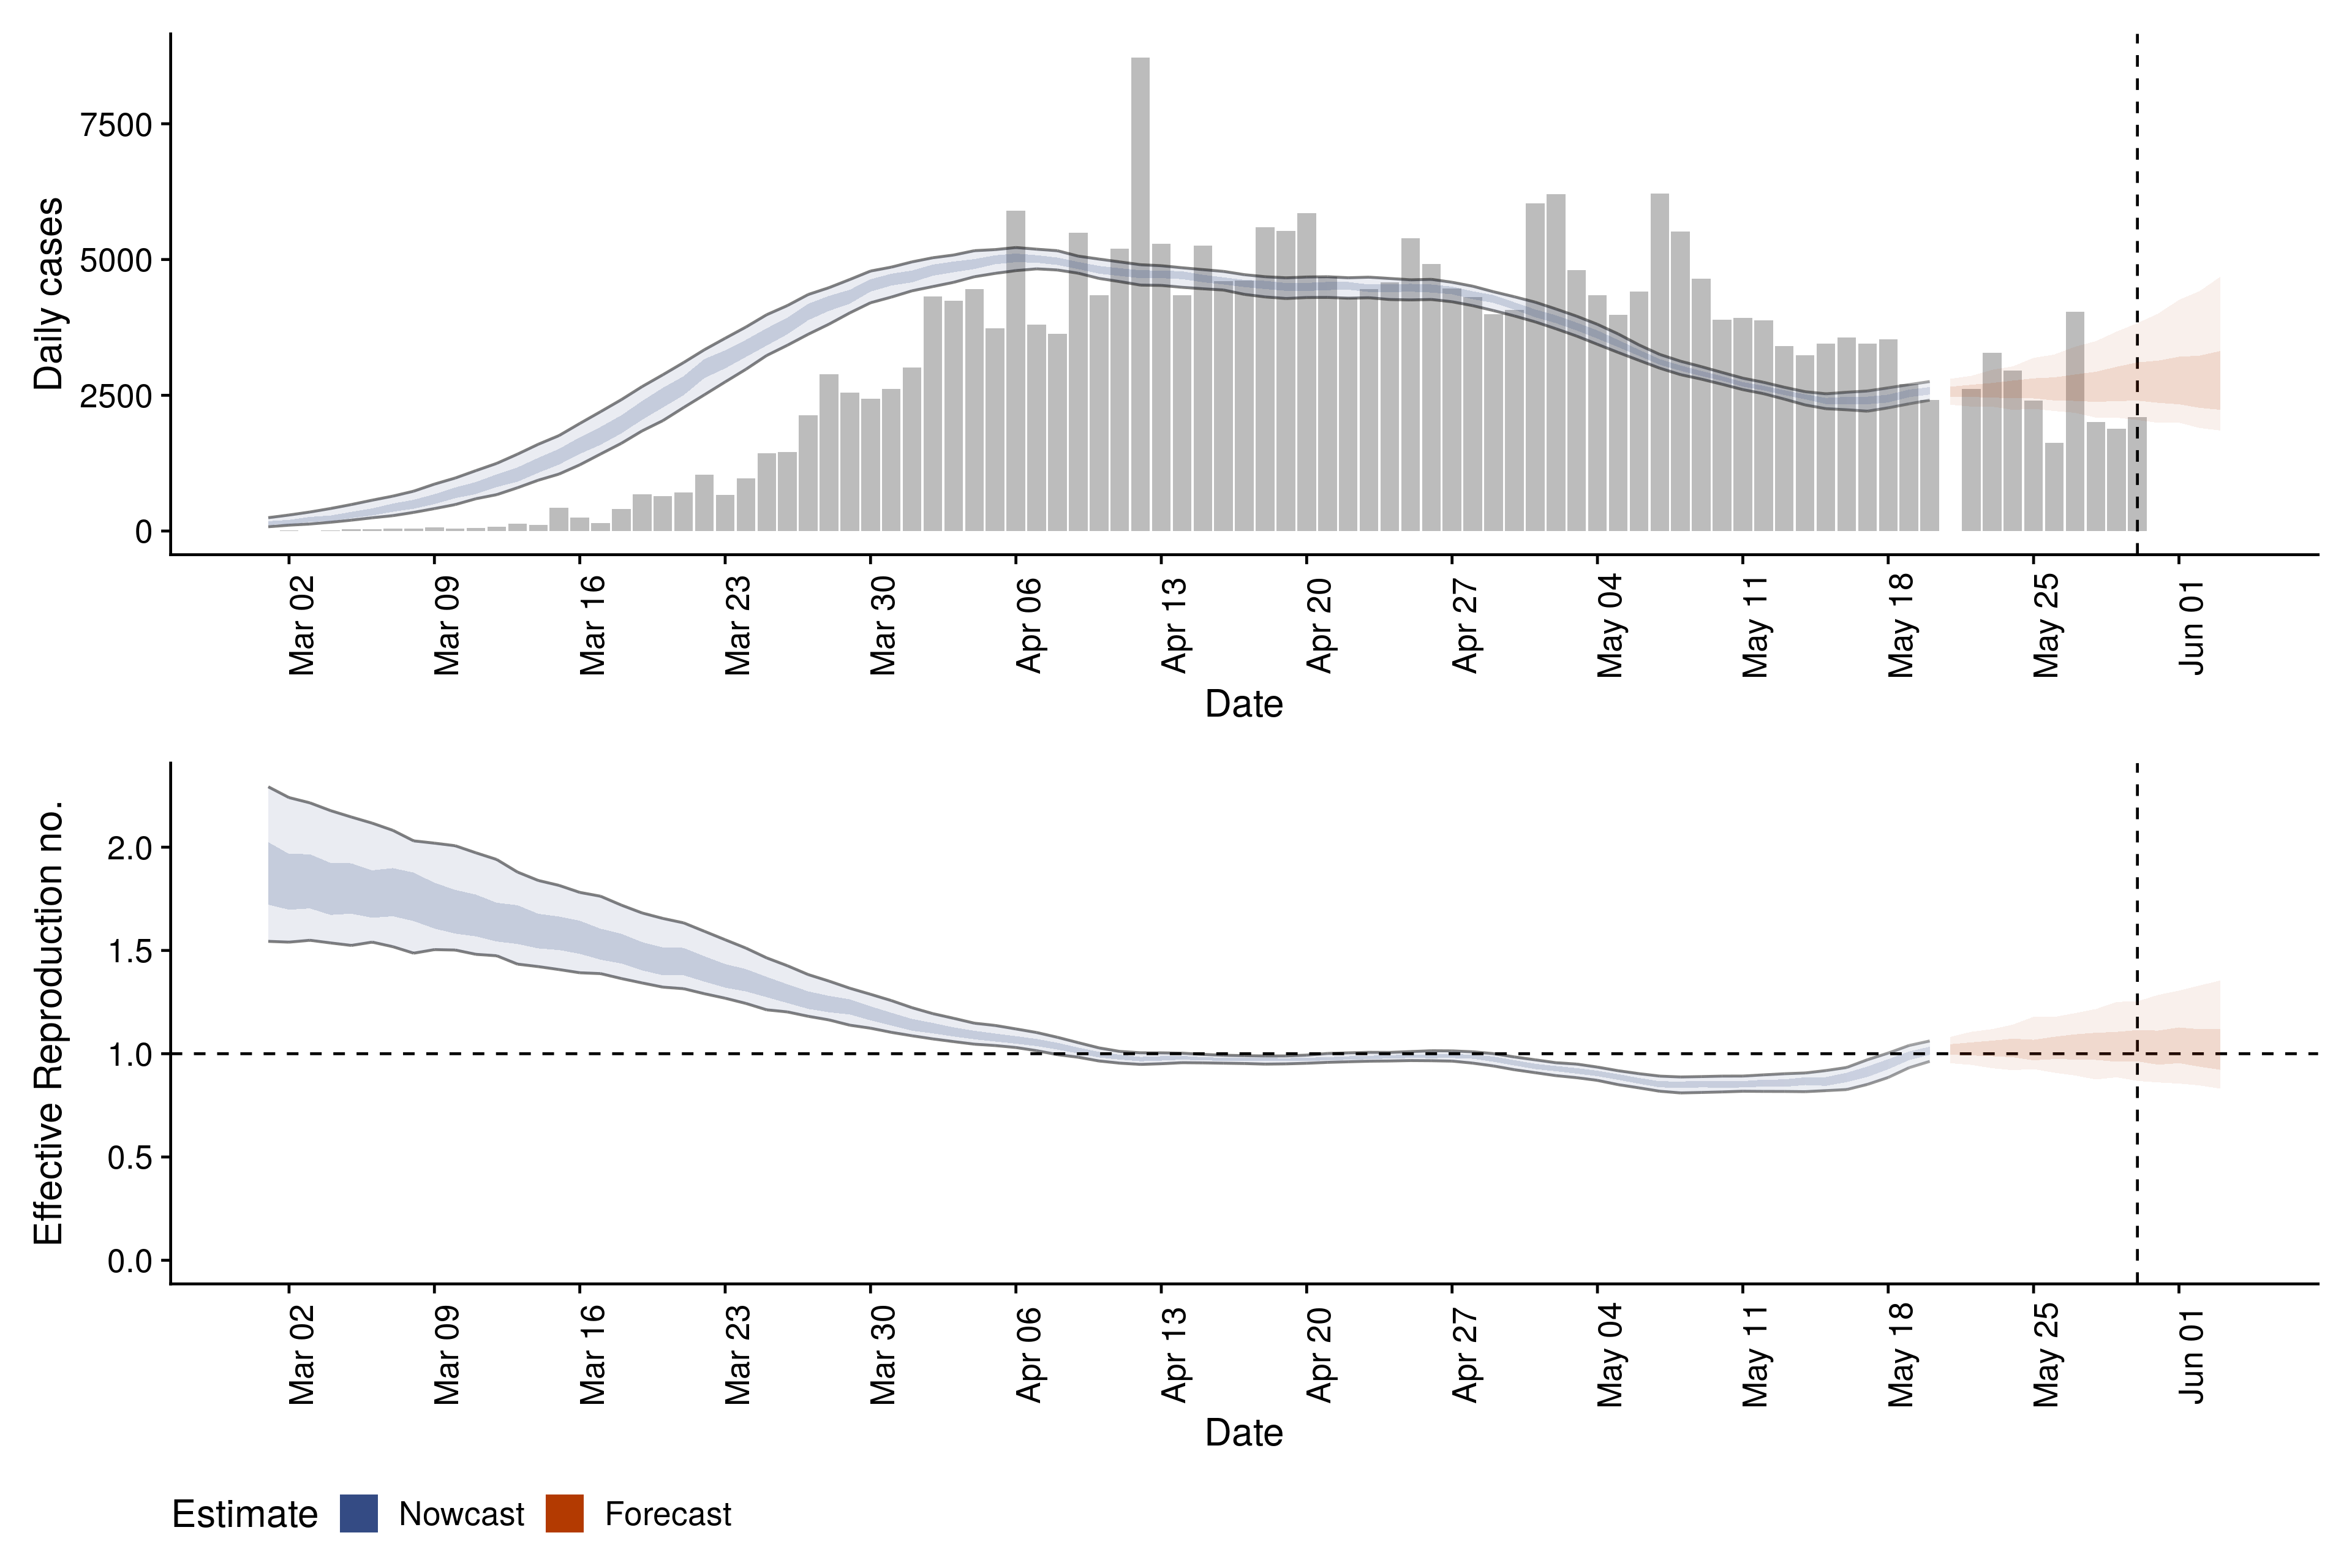 Daily cases
7500
5000
2500
0
Mar 02
Mar 09
Mar 16
Mar 23
Mar 30
Apr 06
Apr 13
Apr 20
Apr 27
May 04
May 11
May 18
May 25
Jun 01
Date
Effective Reproduction no.
2.0
1.5
1.0
0.5
0.0
Mar 02
Mar 09
Mar 16
Mar 23
Mar 30
Apr 06
Apr 13
Apr 20
Apr 27
May 04
May 11
May 18
May 25
Jun 01
Date
Estimate Nowcast Forecast